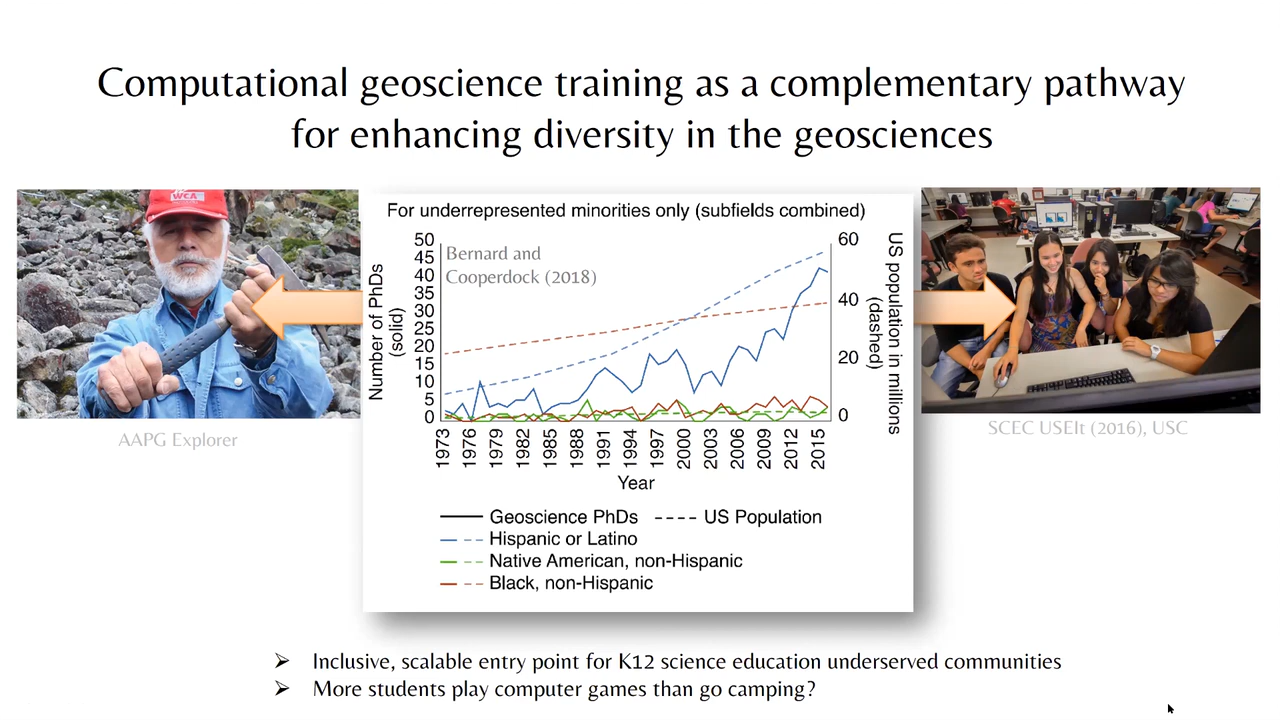 Computational geoscience training as a complementary pathway
for enhancing diversity in the geosciences
WCA
AAPG Explorer
For underrepresented minorities only (subfields combined)
Bernard and
Cooperdock (2018)
Number of PhDs
(solid)
50
45
40
35
30
25
20
15
10
5
0
60
40
20
0
US population in millions
(dashed)
1973
1976
1979
1982
1985
1988
1991
1994
1997
2000
2003
2006
2009
2012
2015
Year
Geoscience PhDs
US Population
Hispanic or Latino
Native American, non-Hispanic
Black, non-Hispanic
SCEC USEIt (2016), USC
➢ Inclusive, scalable entry point for K12 science education underserved communities
➢ More students play computer games than go camping?